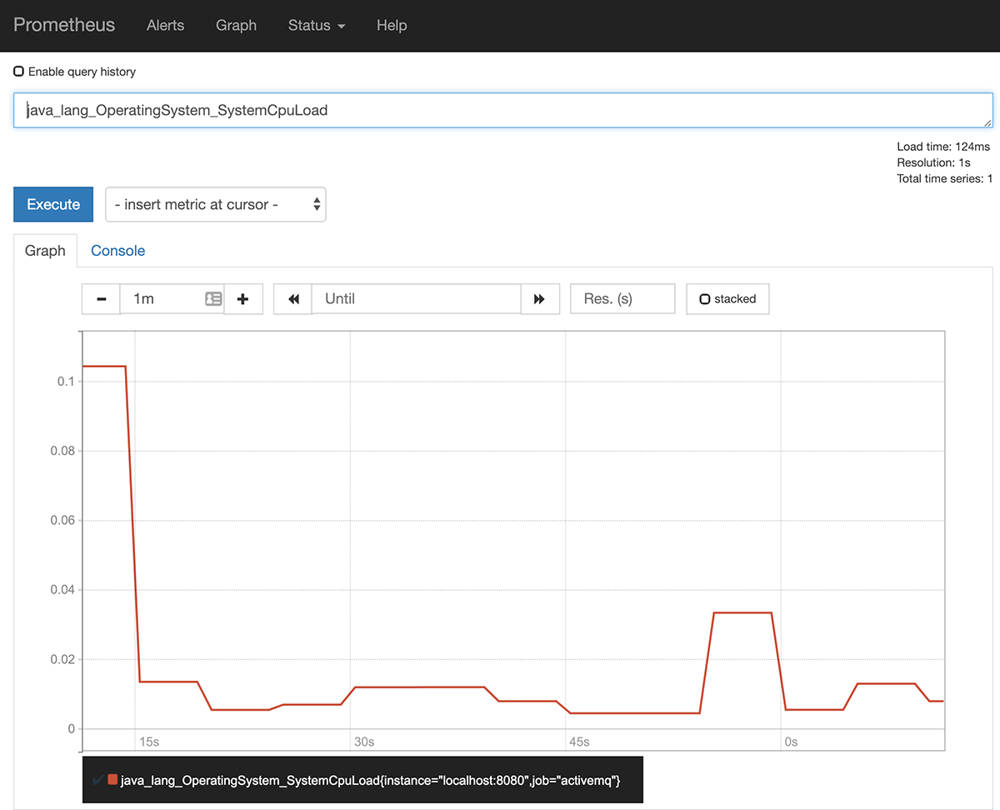 Prometheus Alerts Graph Status Help
Enable query history
java_lang_OperatingSystem_SystemCpuLoad
Load time: 124ms
Resolution: 1s
Total time series: 1
Execute - insert metric at cursor -
Graph Console
1m Until Res. (s) stacked
0.1
0.08
0.06
0.04
0.02
0
15s 30s 45s 0s
java_lang_OperatingSystem_SystemCpuLoad{instance="localhost:8080",job="activemq"}